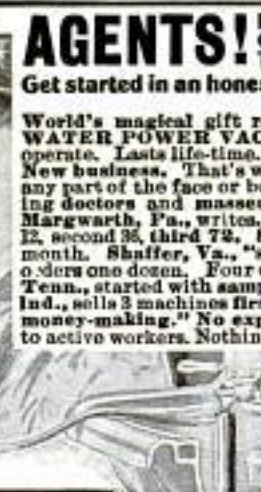 AGENTS!
Get started in an hones
World's magical gift r
WATER POWER VAC
operate. Lasts life-time.
New business. That's w
any part of the face or b
ing doctors and masseu
Margwarth, Pa., writes,
12, second 36, third 72,
month. Shaffer, Va., "s
orders one dozen. Four
Tenn., started with samp
Ind., sells 3 machines firs
money-making." No exp
to active workers. Nothin